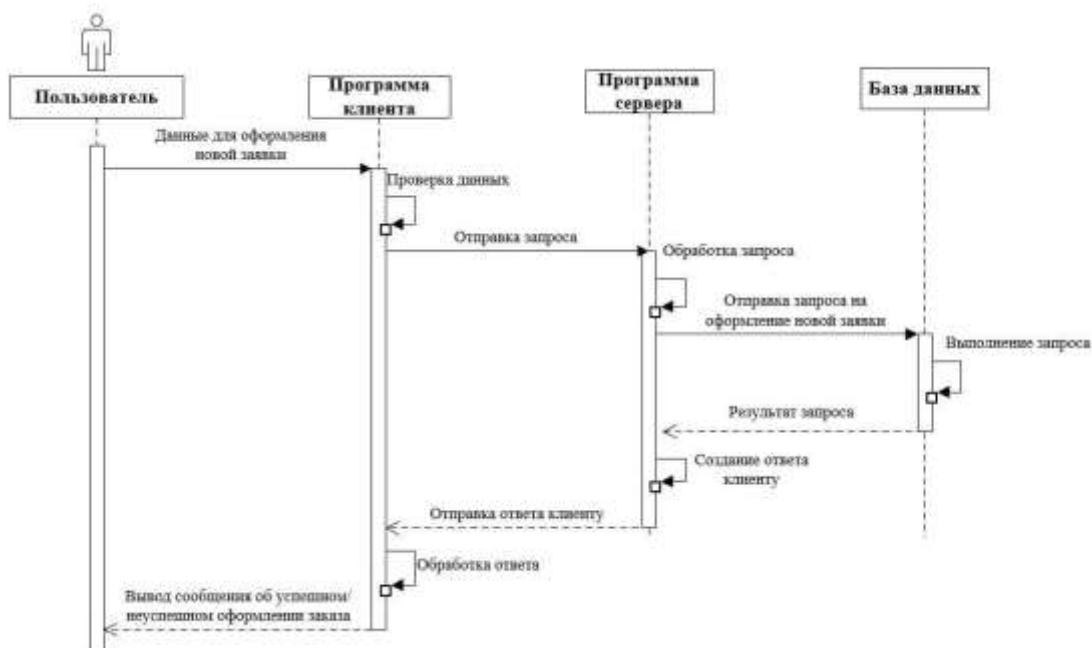 Пользователь
Программа
клиента
Программа
сервера
База данных
Данные для оформления
новой заявки
Проверка данных
Отправка запроса
Обработка запроса
Отправка запроса на
оформление новой заявки
Выполнение запроса
Результат запроса
Создание ответа
клиенту
Отправка ответа клиенту
Обработка ответа
Вывод сообщения об успешном/
неуспешном оформлении заказа